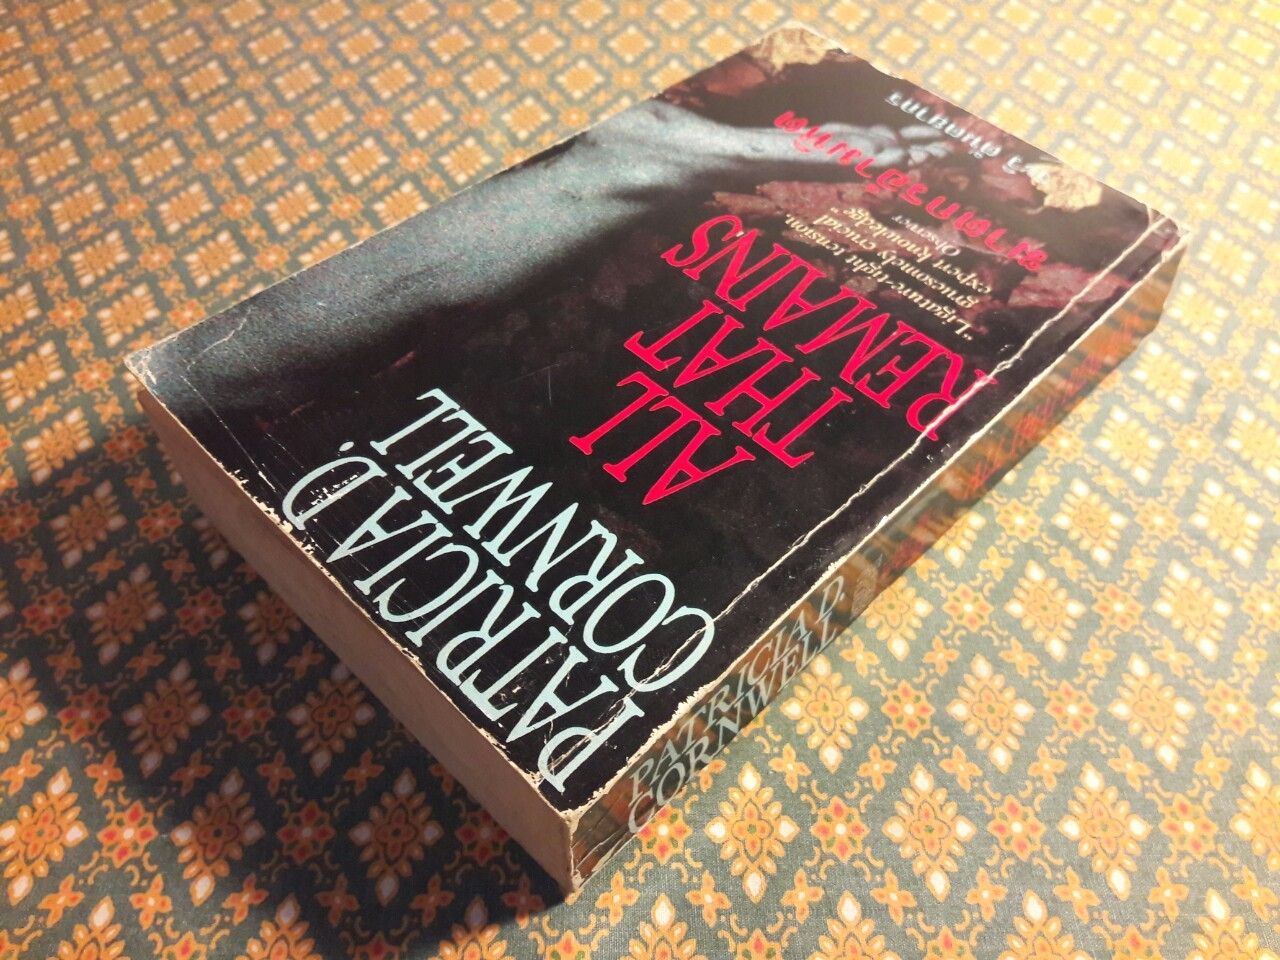 PATRICIA D.
CORNWELL
ALL
THAT
REMAINS
"Ligature-tight tension,
gruesomely crucial
expert knowledge"
Observer
PATRICIA D.
CORNWELL